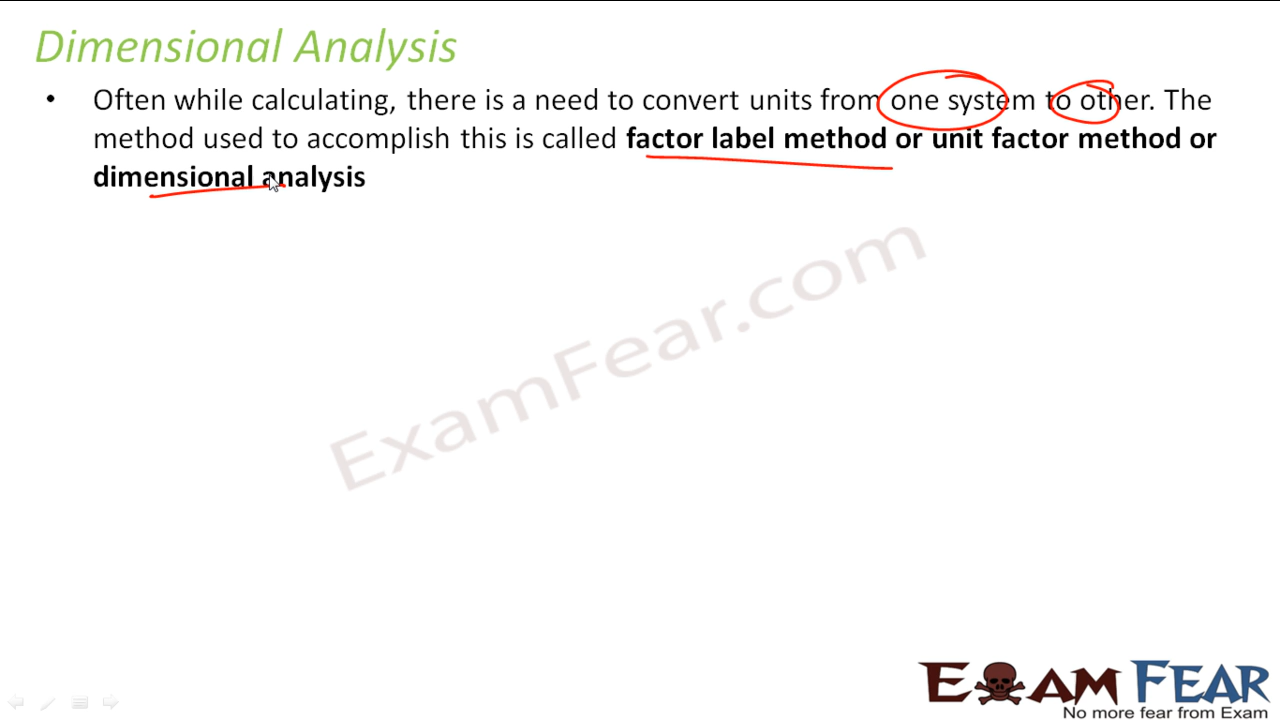 Dimensional Analysis
• Often while calculating, there is a need to convert units from one system to other. The
method used to accomplish this is called factor label method or unit factor method or
dimensional analysis
ExamFear.com
EXAM FEAR
No more fear from Exam